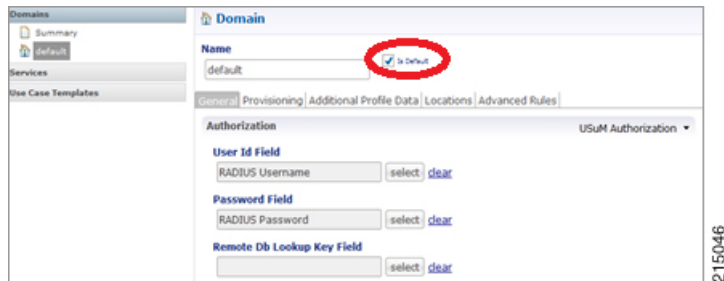 Domains
Summary
default
Services
Use Case Templates
Domain
Name
default
Is Default
General Provisioning Additional Profile Data Locations Advanced Rules
Authorization
USuM Authorization
User Id Field
RADIUS Username select clear
Password Field
RADIUS Password select clear
Remote Db Lookup Key Field
select clear
215046